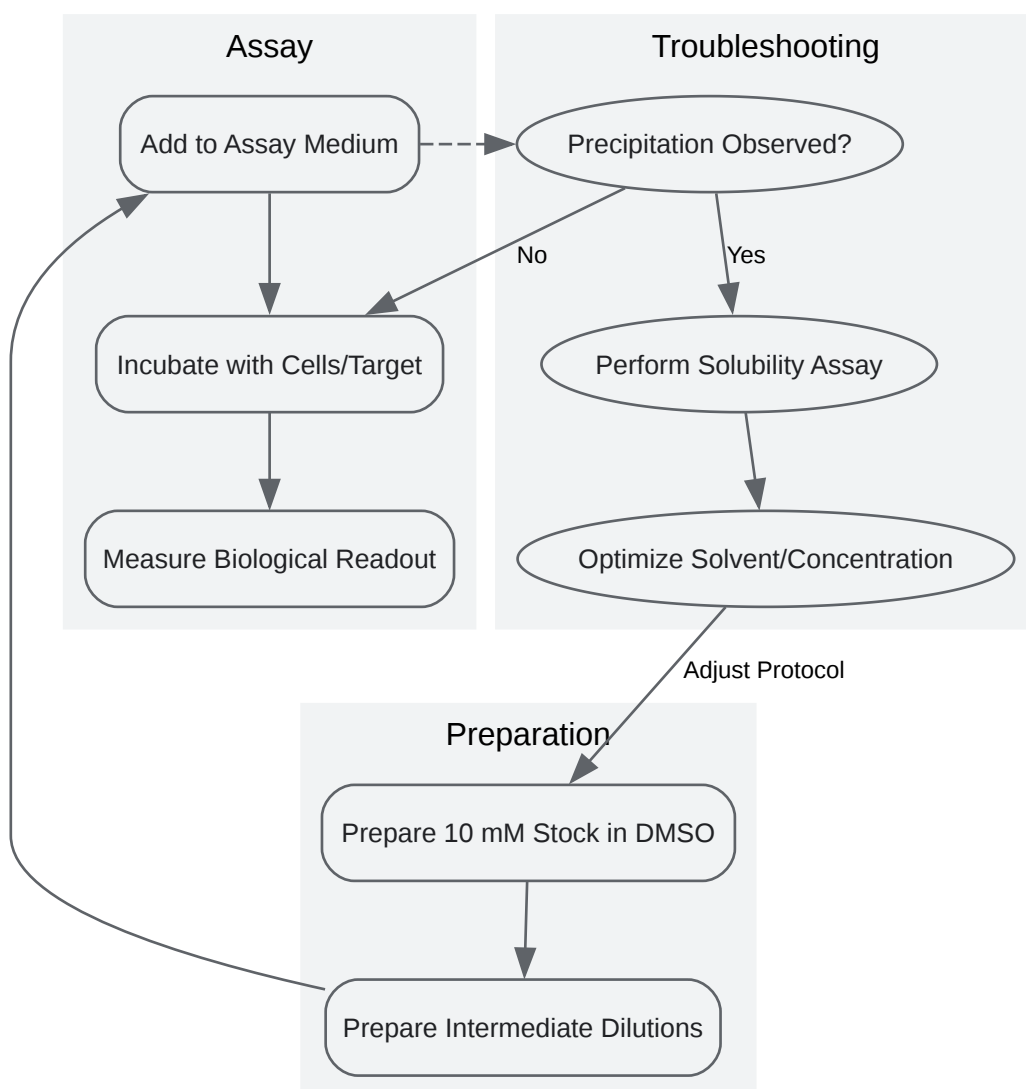 Assay
Add to Assay Medium
Incubate with Cells/Target
Measure Biological Readout
Troubleshooting
Precipitation Observed?
No
Yes
Perform Solubility Assay
Optimize Solvent/Concentration
Adjust Protocol
Preparation
Prepare 10 mM Stock in DMSO
Prepare Intermediate Dilutions